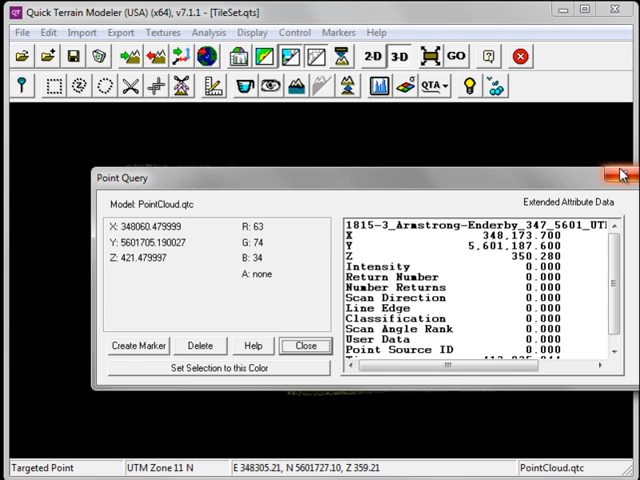 QT Quick Terrain Modeler (USA) (x64), v7.1.1 - [TileSet.qts]
File Edit Import Export Textures Analysis Display Control Markers Help
2-D 3-D GO
QTA
Point Query
Model: PointCloud.qtc
Extended Attribute Data
X: 348060.479999 R: 63
Y: 5601705.190027 G: 74
Z: 421.479997 B: 34
A: none
1815-3_Armstrong-Enderby_347_5601_UTM
X 348,173.700
Y 5,601,187.600
Z 350.280
Intensity 0.000
Return Number 0.000
Number Returns 0.000
Scan Direction 0.000
Line Edge 0.000
Classification 0.000
Scan Angle Rank 0.000
User Data 0.000
Point Source ID 0.000
Create Marker Delete Help Close
Set Selection to this Color
Targeted Point UTM Zone 11 N E 348305.21, N 5601727.10, Z 359.21 PointCloud.qtc